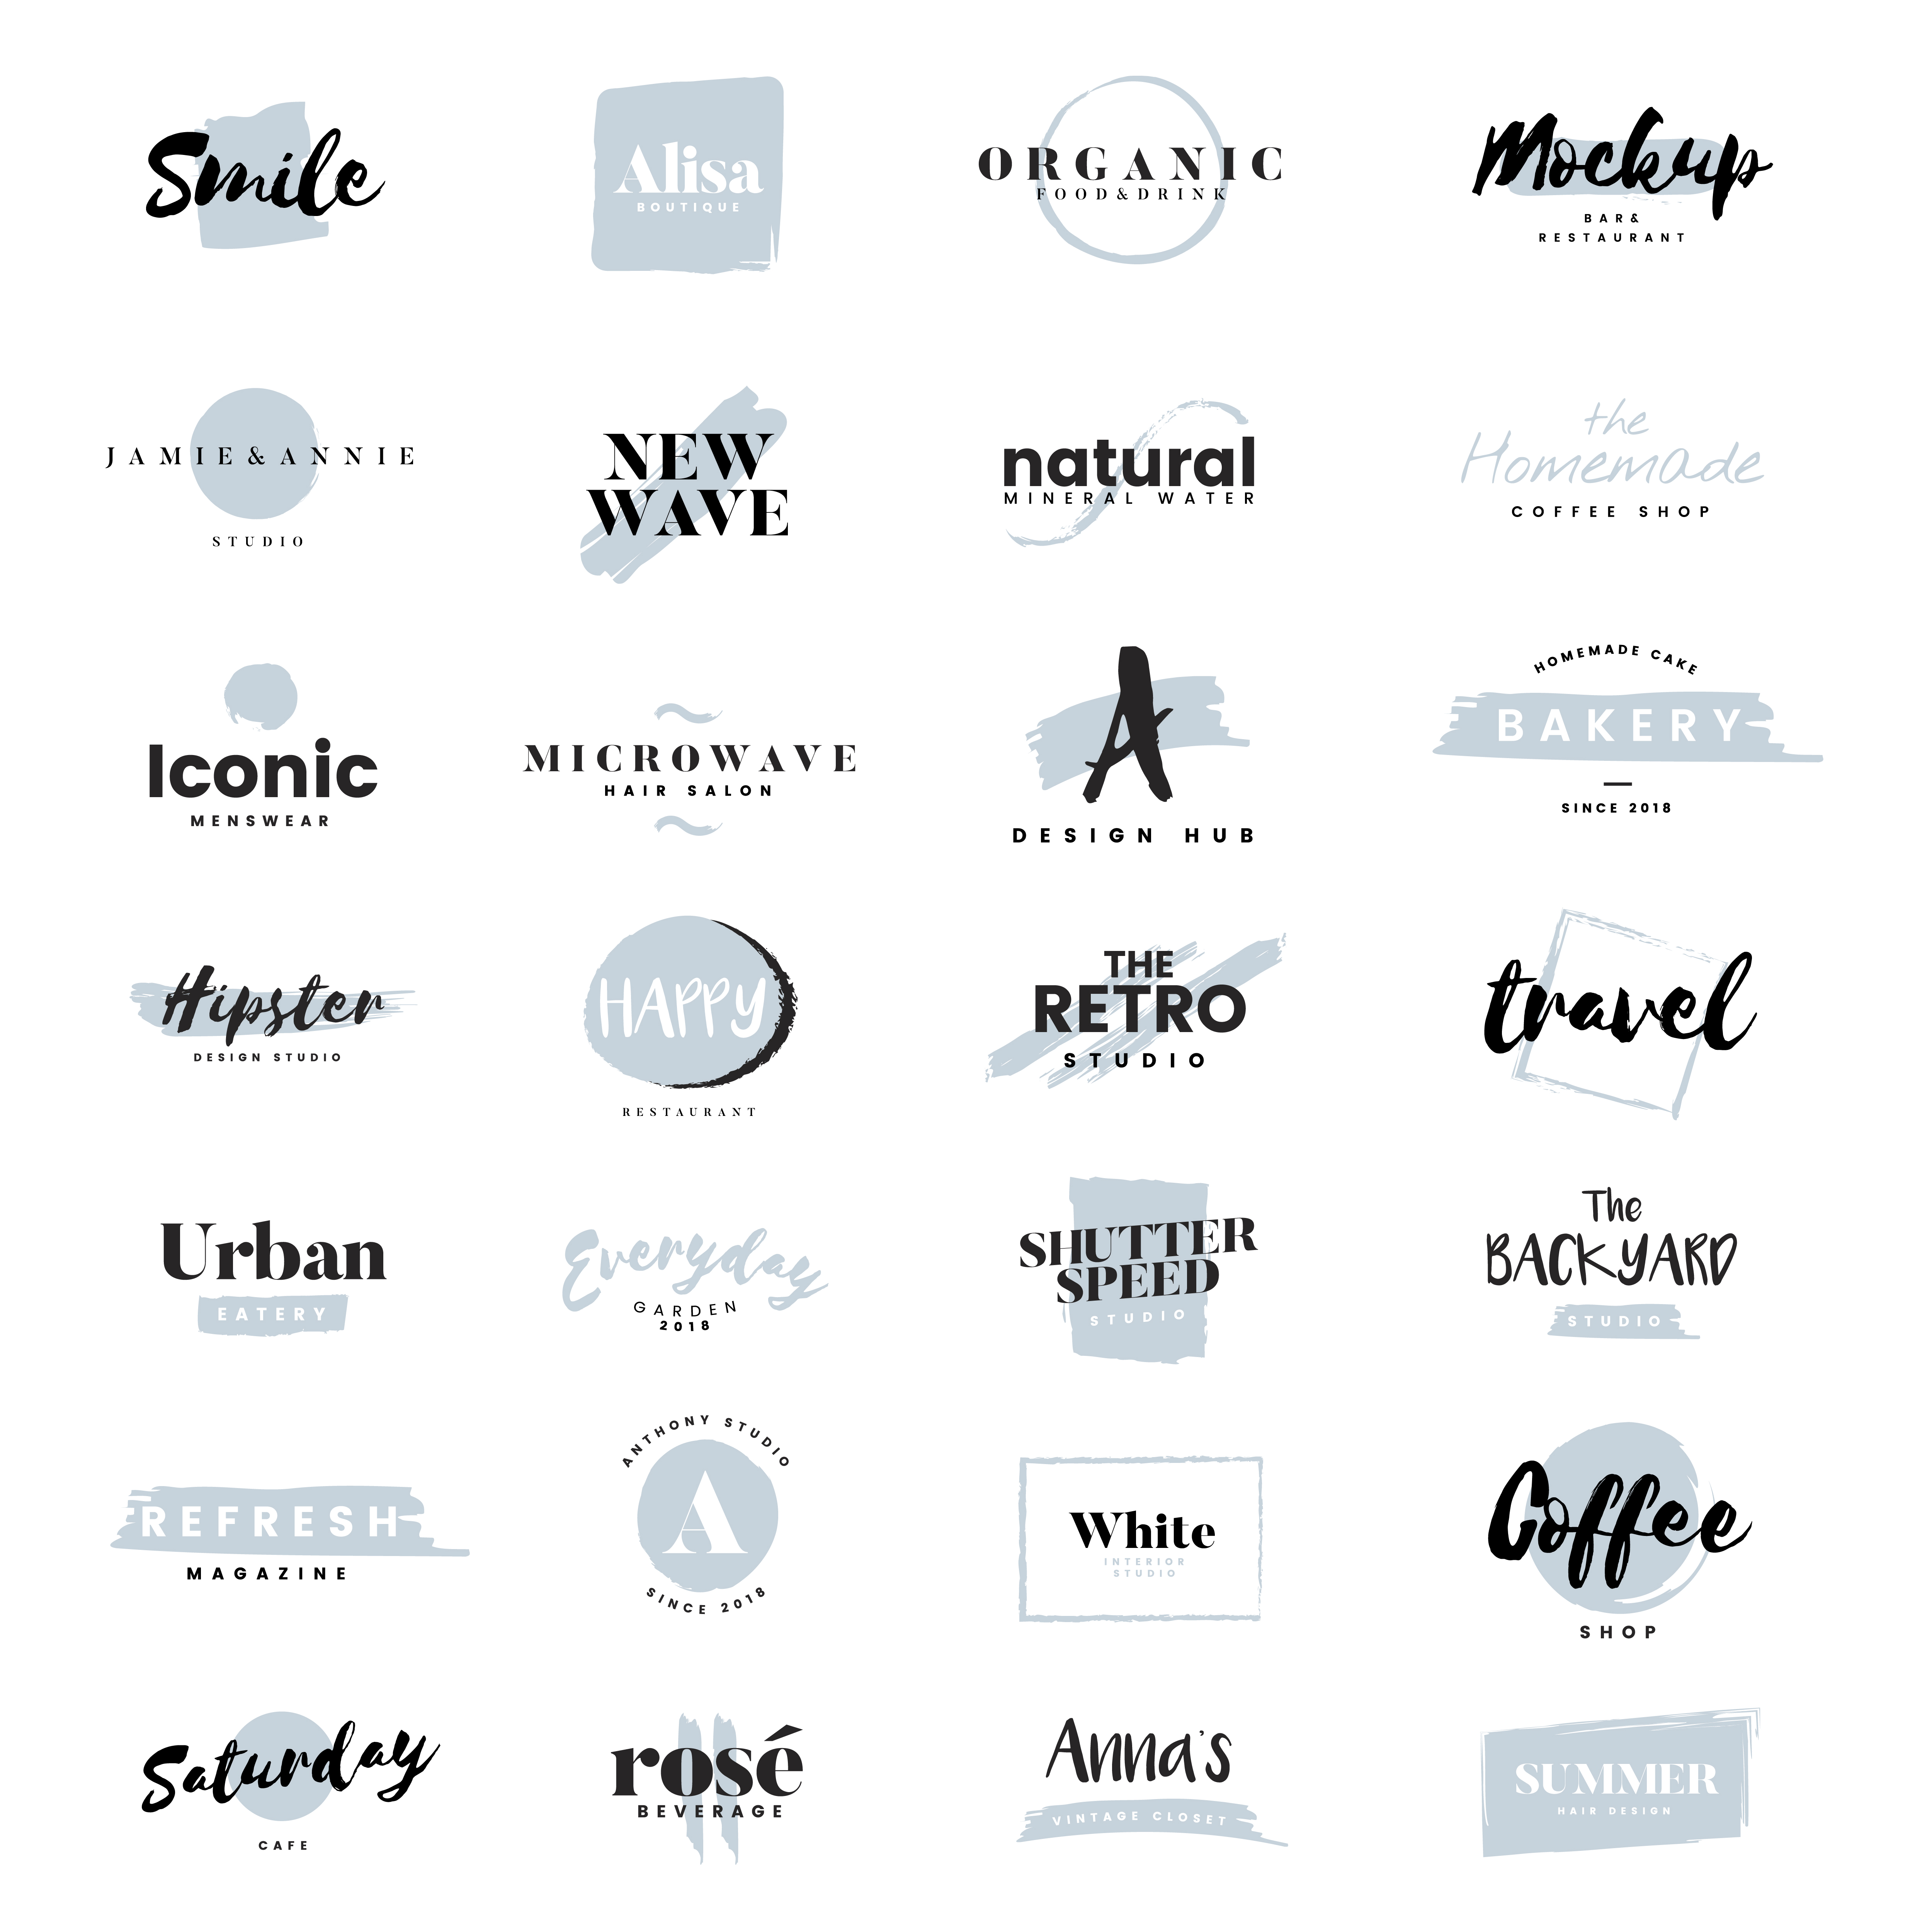 Smile
Alisa
BOUTIQUE
ORGANIC
FOOD&DRINK
Mockup
BAR&
RESTAURANT
JAMIE&ANNIE
STUDIO
NEW
WAVE
natural
MINERAL WATER
the
Homemade
COFFEE SHOP
Iconic
MENSWEAR
MICROWAVE
HAIR SALON
A
DESIGN HUB
HOMEMADE CAKE
BAKERY
SINCE 2018
Hipster
DESIGN STUDIO
HAPPY
RESTAURANT
THE
RETRO
STUDIO
travel
Urban
EATERY
Everyday
GARDEN
2018
SHUTTER
SPEED
STUDIO
The
BACKYARD
STUDIO
REFRESH
MAGAZINE
ANTHONY STUDIO
A
SINCE 2018
White
INTERIOR
STUDIO
Coffee
SHOP
Saturday
CAFE
rosé
BEVERAGE
Anna's
VINTAGE CLOSET
SUMMER
HAIR DESIGN